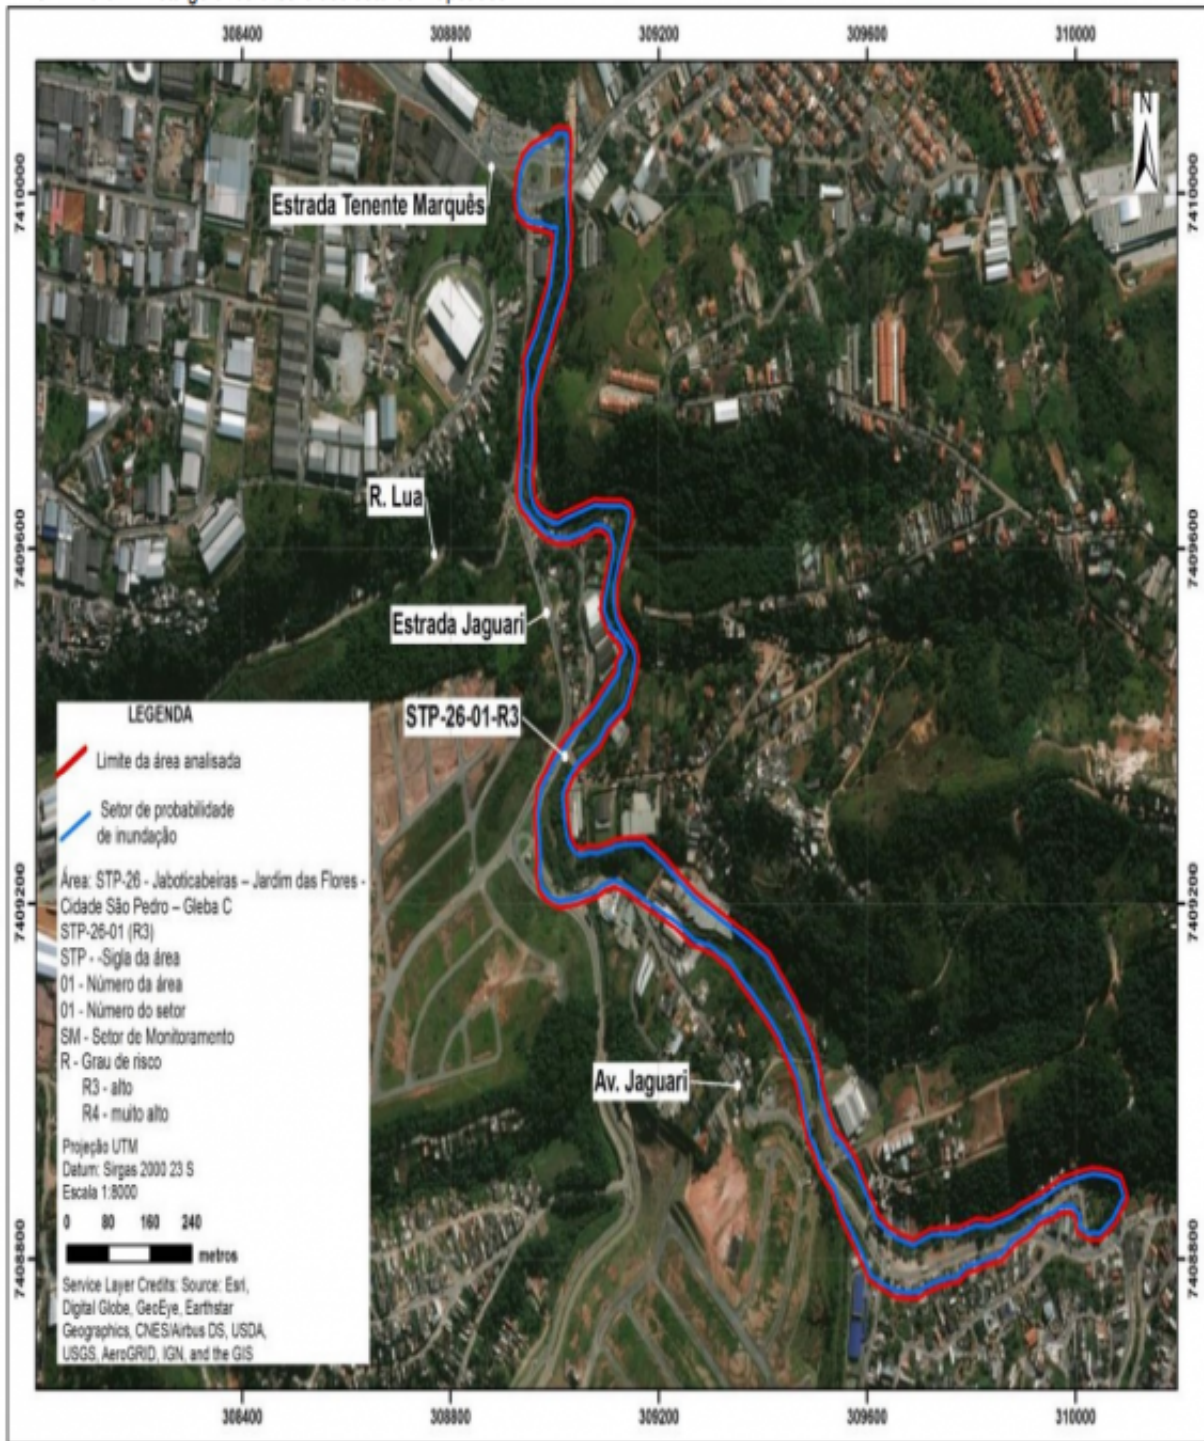 308400 308800 309200 309600 310000
N
7410000 7410000
Estrada Tenente Marquês
R. Lua
7409600 7409600
Estrada Jaguari
STP-26-01-R3
LEGENDA
Limite da área analisada
Setor de probabilidade
de inundação
Área: STP-26 - Jaboticabeiras – Jardim das Flores -
Cidade São Pedro – Gleba C
STP-26-01 (R3)
STP - -Sigla da área
01 - Número da área
01 - Número do setor
SM - Setor de Monitoramento
R - Grau de risco
R3 - alto
R4 - muito alto
Projeção UTM
Datum: Sirgas 2000 23 S
Escala 1:8000
0 80 160 240
metros
Service Layer Credits: Source: Esri,
Digital Globe, GeoEye, Earthstar
Geographics, CNES/Airbus DS, USDA,
USGS, AeroGRID, IGN, and the GIS
7409200 7409200
Av. Jaguari
7408800 7408800
308400 308800 309200 309600 310000